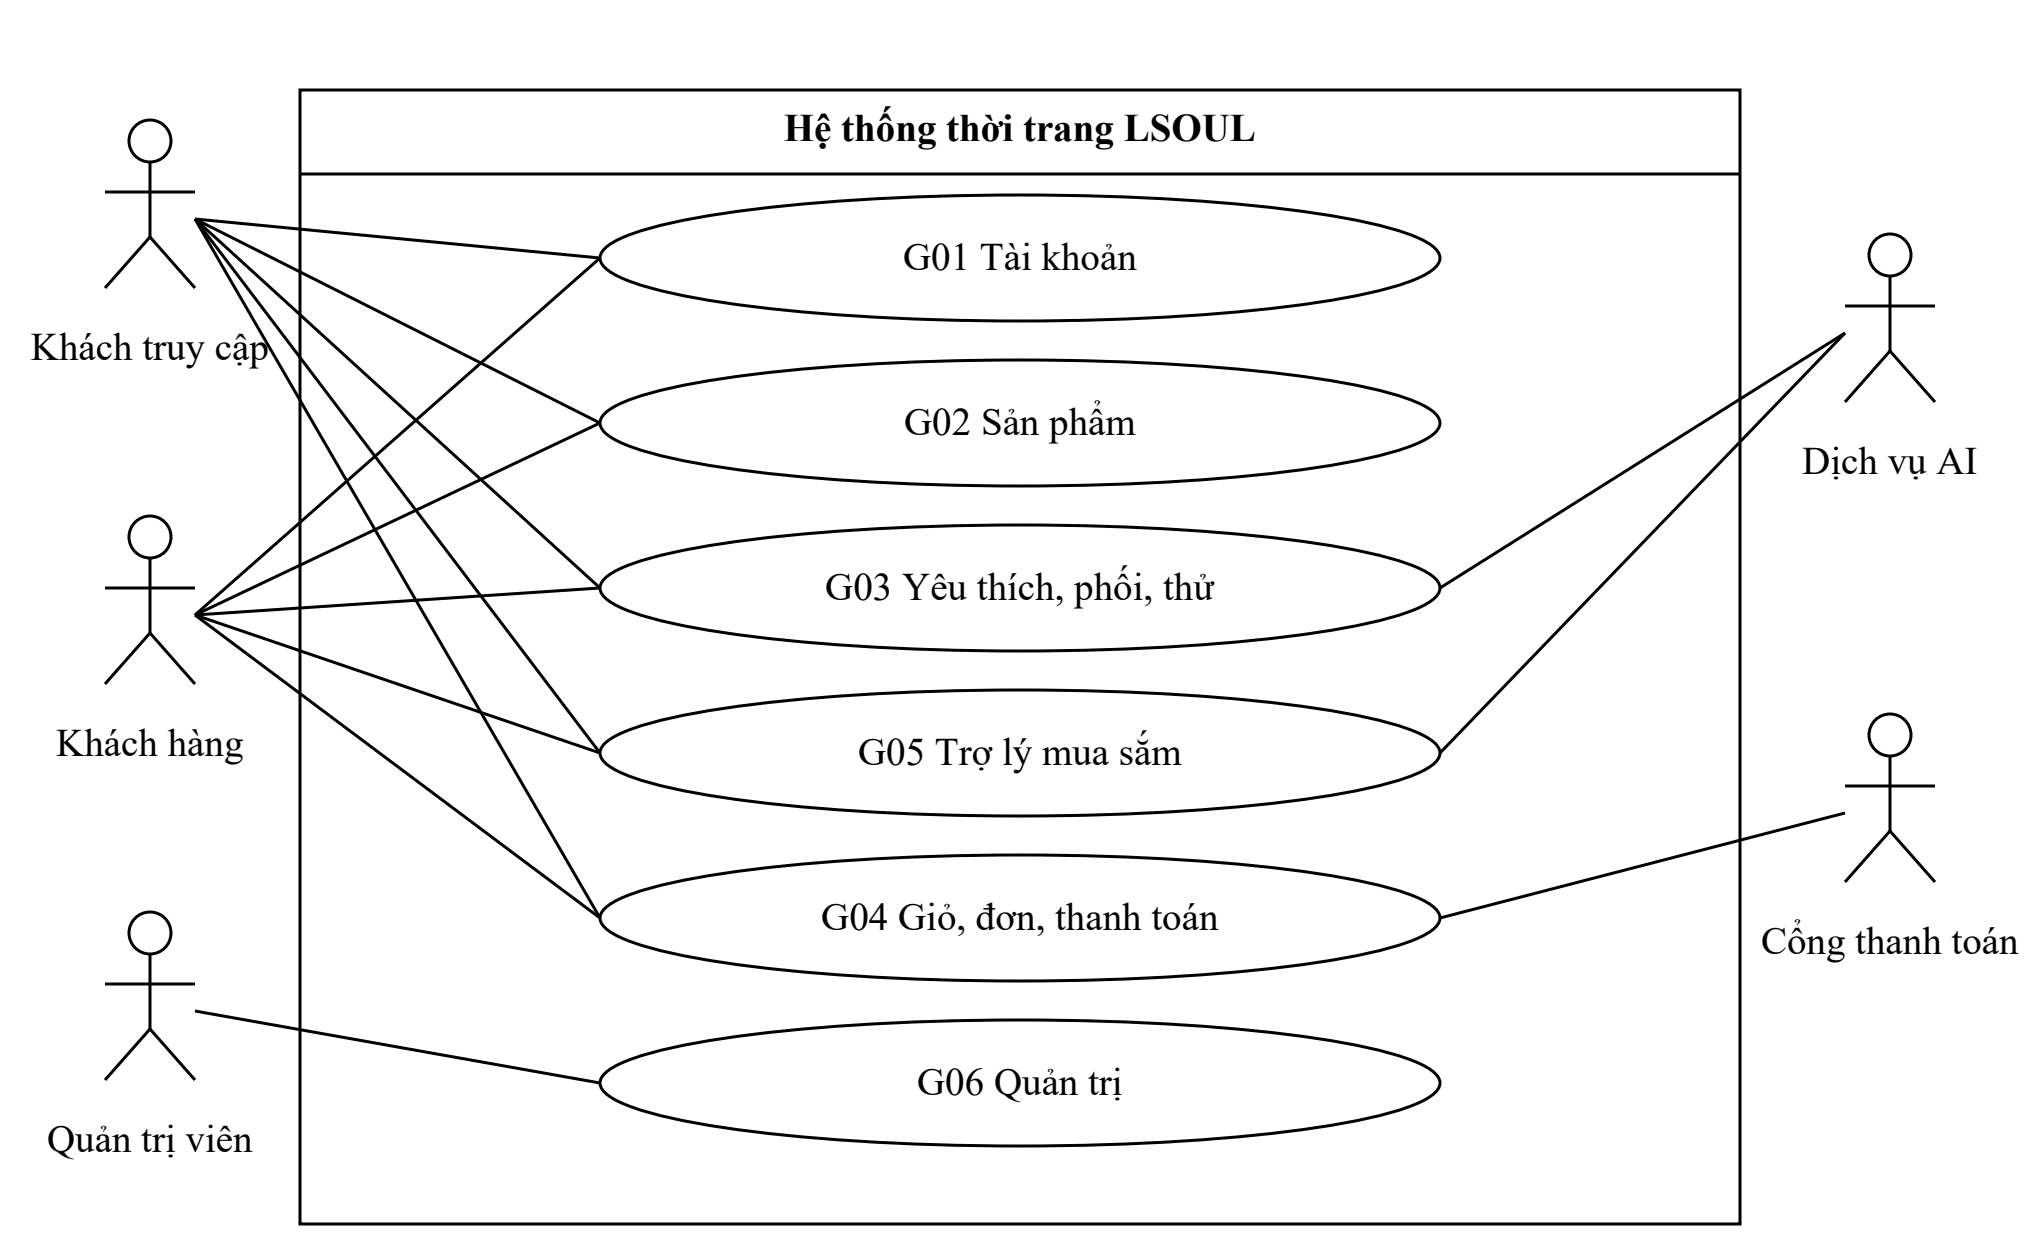 Hệ thống thời trang LSOUL
Khách truy cập
Khách hàng
Quản trị viên
G01 Tài khoản
G02 Sản phẩm
G03 Yêu thích, phối, thử
G05 Trợ lý mua sắm
G04 Giỏ, đơn, thanh toán
G06 Quản trị
Dịch vụ AI
Cổng thanh toán